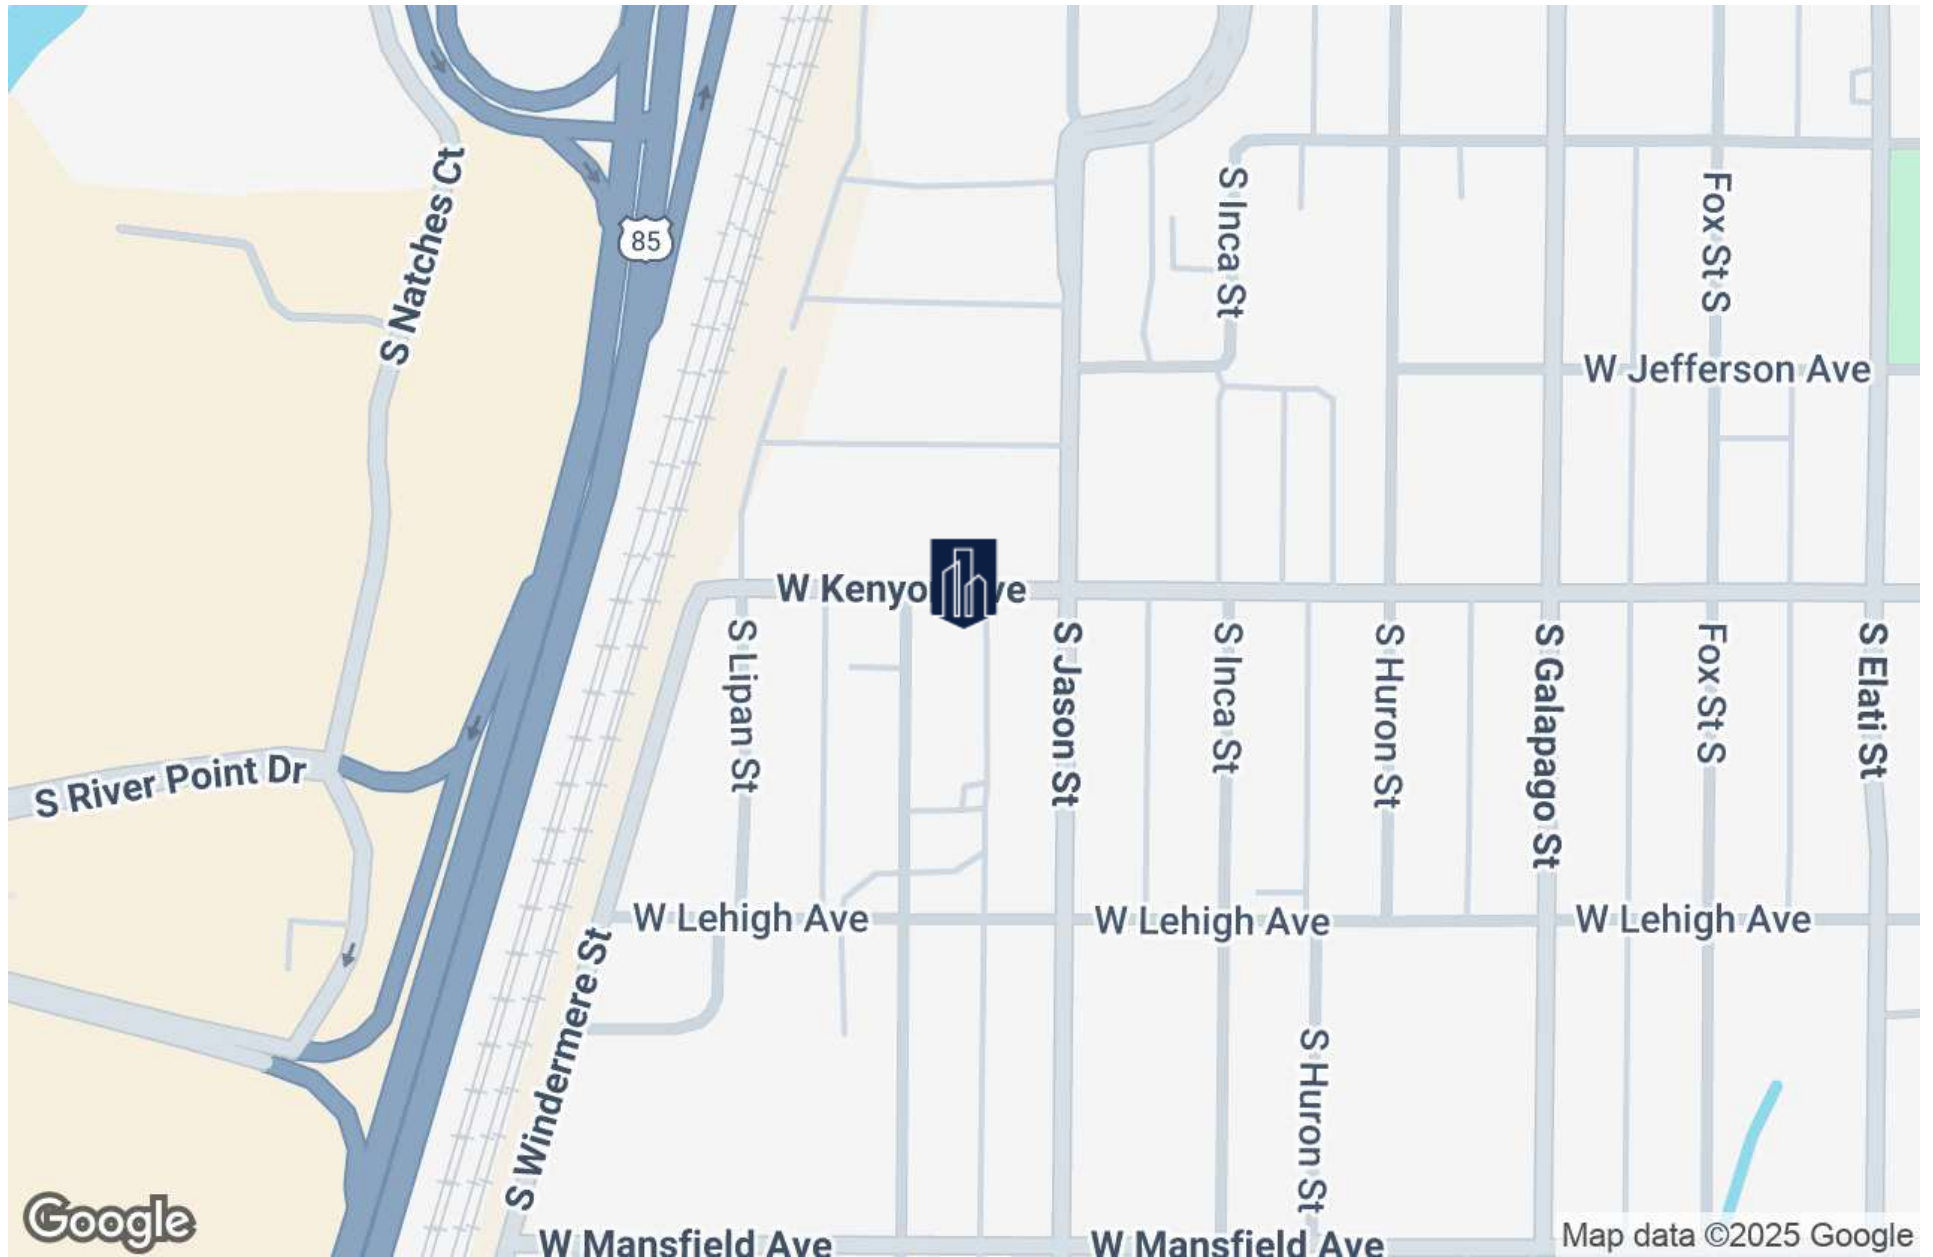 S Natches Ct
85
S Inca St
Fox St S
W Jefferson Ave
W Kenyo ve
S Lipan St
S Jason St
S Inca St
S Huron St
S Galapago St
Fox St S
S Elati St
S River Point Dr
W Lehigh Ave
W Lehigh Ave
W Lehigh Ave
S Windermere St
S Huron St
Google
W Mansfield Ave
W Mansfield Ave
Map data ©2025 Google